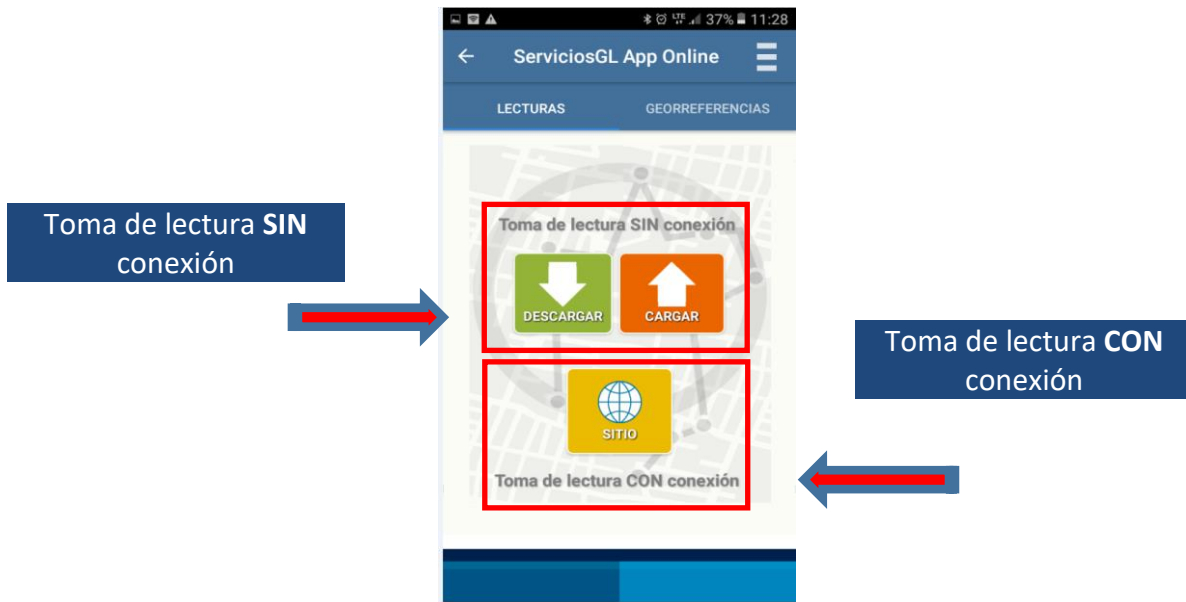 37% 11:28
ServiciosGL App Online
LECTURAS GEORREFERENCIAS
Toma de lectura SIN
conexión
Toma de lectura SIN conexión
DESCARGAR CARGAR
Toma de lectura CON
conexión
SITIO
Toma de lectura CON conexión